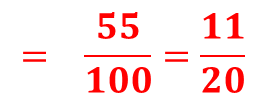 = 55/100 = 11/20